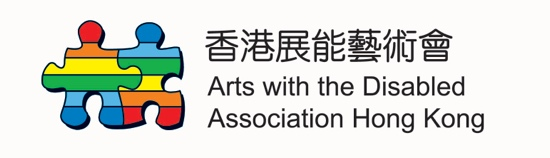 香港展能藝術會
Arts with the Disabled
Association Hong Kong